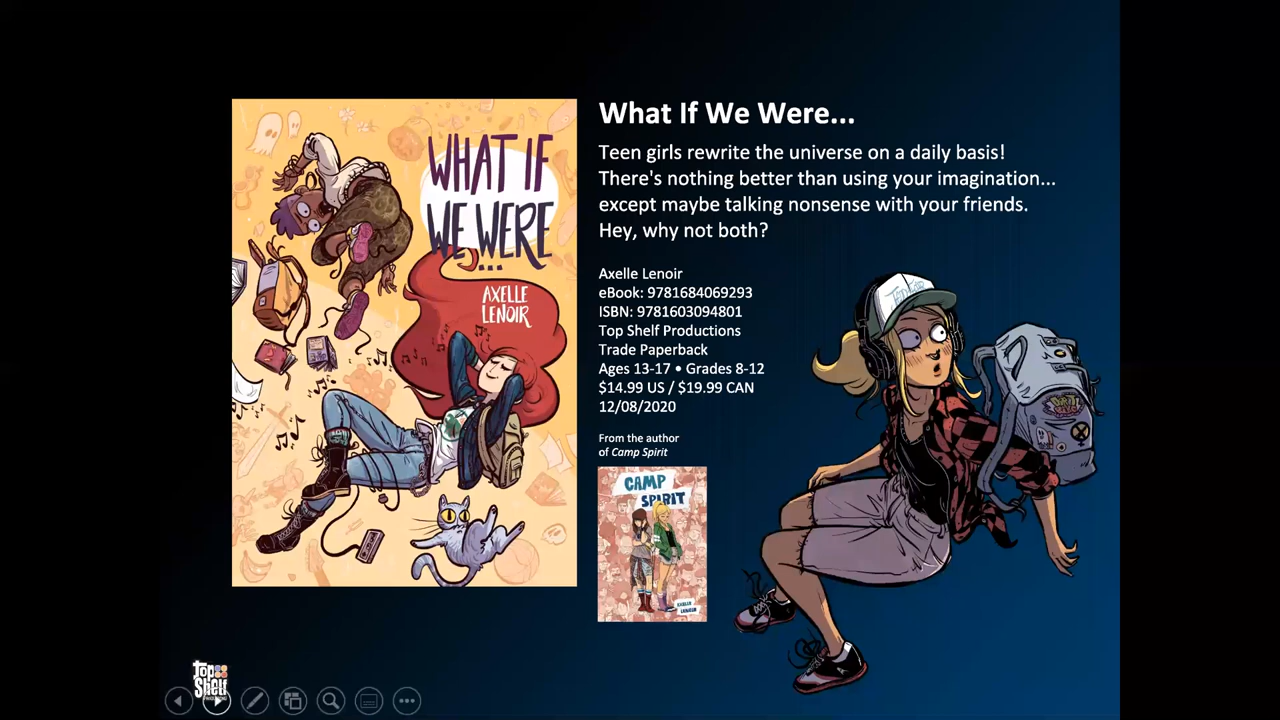 WHAT IF
WE WERE
...
AXELLE
LENOIR
What If We Were...
Teen girls rewrite the universe on a daily basis!
There's nothing better than using your imagination...
except maybe talking nonsense with your friends.
Hey, why not both?
Axelle Lenoir
eBook: 9781684069293
ISBN: 9781603094801
Top Shelf Productions
Trade Paperback
Ages 13-17 • Grades 8-12
$14.99 US / $19.99 CAN
12/08/2020
From the author
of Camp Spirit
CAMP
SPIRIT
AXELLE
LENOIR
Top
Shelf